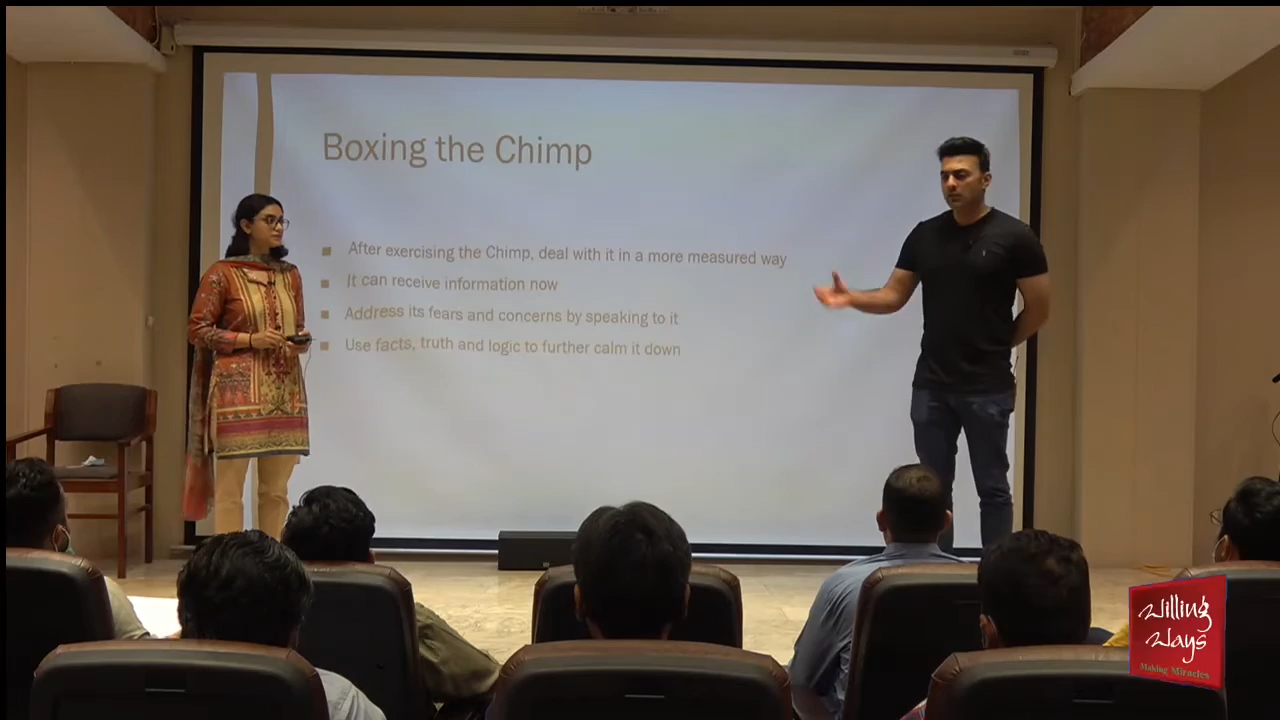 Boxing the Chimp
After exercising the Chimp, deal with it in a more measured way
It can receive information now
Address its fears and concerns by speaking to it
Use facts, truth and logic to further calm it down
Willing
Ways
Making Miracles